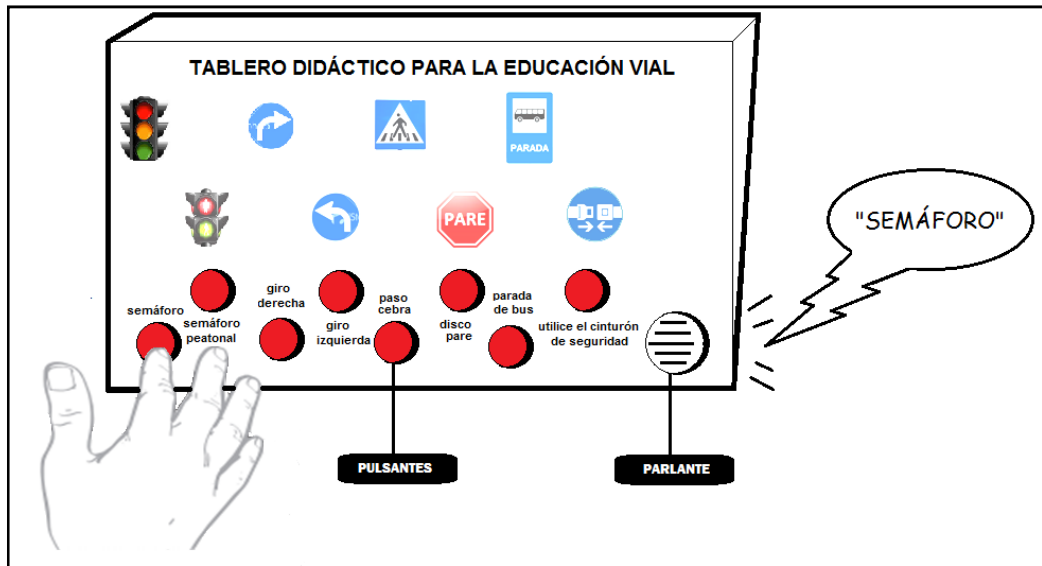 TABLERO DIDÁCTICO PARA LA EDUCACIÓN VIAL
PARADA
PARE
"SEMÁFORO"
semáforo
semáforo
peatonal
giro
derecha
giro
izquierda
paso
cebra
disco
pare
parada
de bus
utilice el cinturón
de seguridad
PULSANTES
PARLANTE